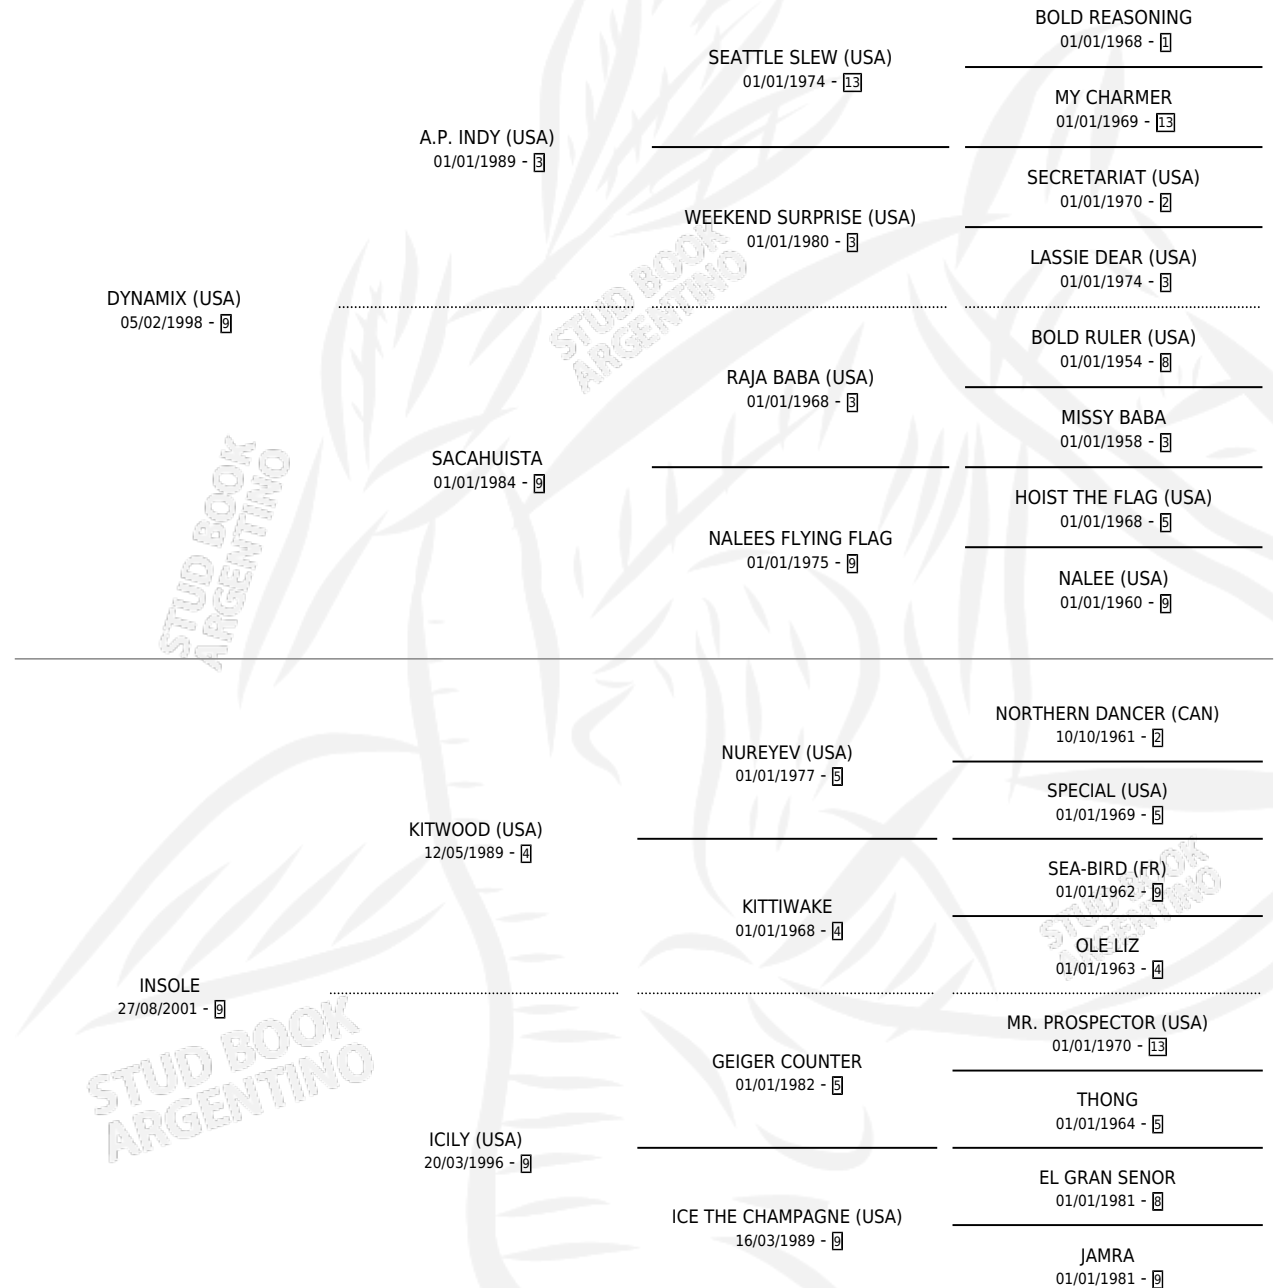 BOLD REASONING
01/01/1968 - 1
SEATTLE SLEW (USA)
01/01/1974 - 13
MY CHARMER
01/01/1969 - 13
A.P. INDY (USA)
01/01/1989 - 3
SECRETARIAT (USA)
01/01/1970 - 2
WEEKEND SURPRISE (USA)
01/01/1980 - 3
LASSIE DEAR (USA)
01/01/1974 - 3
DYNAMIX (USA)
05/02/1998 - 9
STUD BOOK
ARGENTINO
BOLD RULER (USA)
01/01/1954 - 8
RAJA BABA (USA)
01/01/1968 - 3
MISSY BABA
01/01/1958 - 3
SACAHUISTA
01/01/1984 - 9
HOIST THE FLAG (USA)
01/01/1968 - 5
NALEES FLYING FLAG
01/01/1975 - 9
NALEE (USA)
01/01/1960 - 9
STUD BOOK
ARGENTINO
NORTHERN DANCER (CAN)
10/10/1961 - 2
NUREYEV (USA)
01/01/1977 - 5
SPECIAL (USA)
01/01/1969 - 5
KITWOOD (USA)
12/05/1989 - 4
SEA-BIRD (FR)
01/01/1962 - 9
KITTIWAKE
01/01/1968 - 4
OLE LIZ
01/01/1963 - 4
STUD BOOK
ARGENTINO
INSOLE
27/08/2001 - 9
MR. PROSPECTOR (USA)
01/01/1970 - 13
GEIGER COUNTER
01/01/1982 - 5
THONG
01/01/1964 - 5
STUD BOOK
ARGENTINO
ICILY (USA)
20/03/1996 - 9
EL GRAN SENOR
01/01/1981 - 8
ICE THE CHAMPAGNE (USA)
16/03/1989 - 9
JAMRA
01/01/1981 - 9